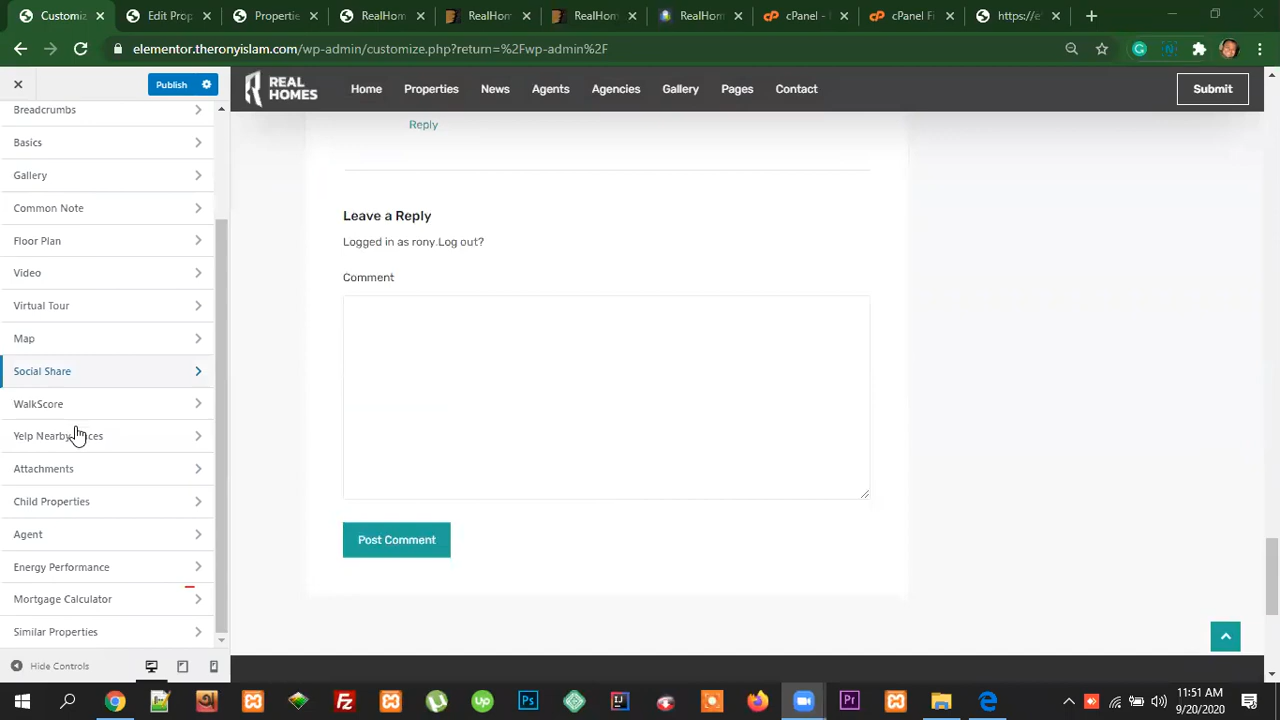 Customiz
Edit Prop
Propertie
RealHom
RealHom
RealHom
RealHom
cPanel -
cPanel Fi
https://el
elementor.theronyislam.com/wp-admin/customize.php?return=%2Fwp-admin%2F
Publish
REAL HOMES
Home
Properties
News
Agents
Agencies
Gallery
Pages
Contact
Submit
Breadcrumbs
Basics
Gallery
Common Note
Floor Plan
Video
Virtual Tour
Map
Social Share
WalkScore
Yelp Nearby
Attachments
Child Properties
Agent
Energy Performance
Mortgage Calculator
Similar Properties
Hide Controls
Reply
Leave a Reply
Logged in as rony.Log out?
Comment
Post Comment
11:51 AM
9/20/2020